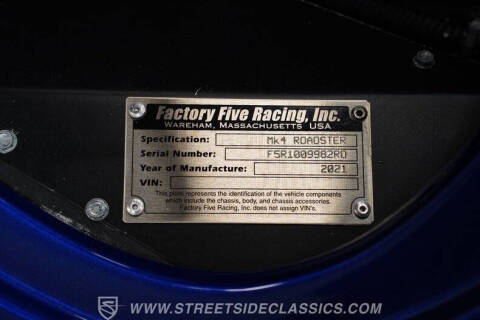 Factory Five Racing, Inc.
WAREHAM, MASSACHUSETTS USA
Specification: Mk4 ROADSTER
Serial Number: F5R1009982RD
Year of Manufacture: 2021
VIN:
This plate represents the identification of the vehicle components
which include the chassis, body, and chassis accessories.
Factory Five Racing, Inc. does not assign VIN's.
WWW.STREETSIDECLASSICS.COM